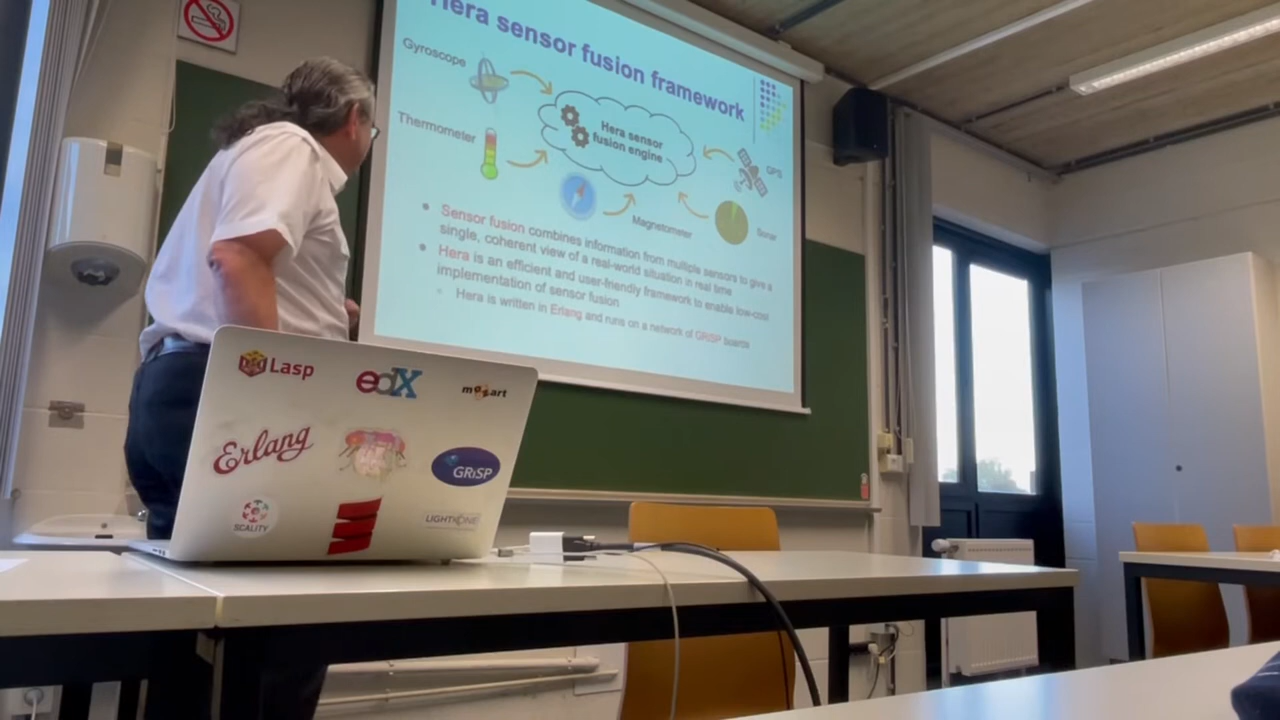 Hera sensor fusion framework
Gyroscope
Hera sensor
fusion engine
Thermometer
GPS
Magnetometer
Sonar
• Sensor fusion combines information from multiple sensors to give a
single, coherent view of a real-world situation in real time
• Hera is an efficient and user-friendly framework to enable low-cost
implementation of sensor fusion
Hera is written in Erlang and runs on a network of GRiSP boards
Lasp
edX
mozart
Erlang
GRiSP
SCALITY
LIGHTKONE